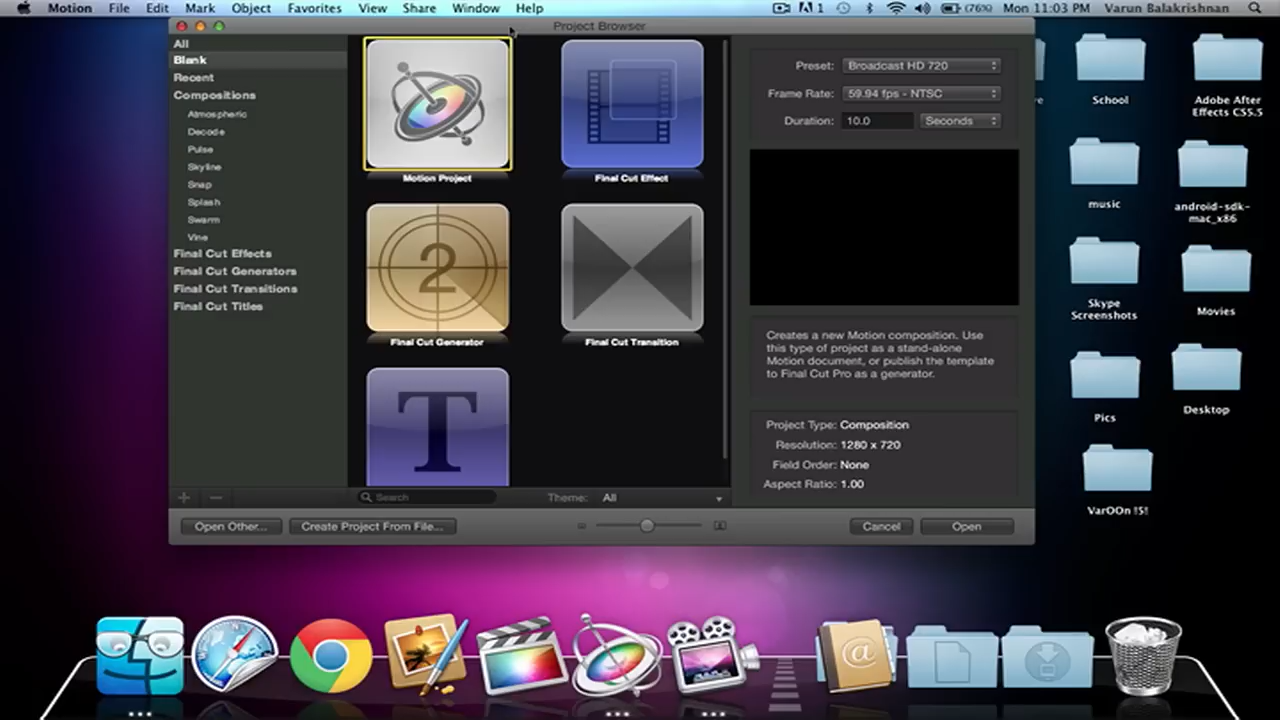 Motion File Edit Mark Object Favorites View Share Window Help
1 (76%) Mon 11:03 PM Varun Balakrishnan
Project Browser
All
Blank
Recent
Compositions
Atmospheric
Decode
Pulse
Skyline
Snap
Splash
Swarm
Vine
Final Cut Effects
Final Cut Generators
Final Cut Transitions
Final Cut Titles
Motion Project
Final Cut Effect
2
Final Cut Generator
Final Cut Transition
T
Search
Theme: All
Preset: Broadcast HD 720
Frame Rate: 59.94 fps - NTSC
Duration: 10.0 Seconds
Creates a new Motion composition. Use
this type of project as a stand-alone
Motion document, or publish the template
to Final Cut Pro as a generator.
Project Type: Composition
Resolution: 1280 x 720
Field Order: None
Aspect Ratio: 1.00
Open Other...
Create Project From File...
Cancel
Open
School
Adobe After
Effects CS5.5
music
android-sdk-
mac_x86
Skype
Screenshots
Movies
Pics
Desktop
VarOOn !S!
@